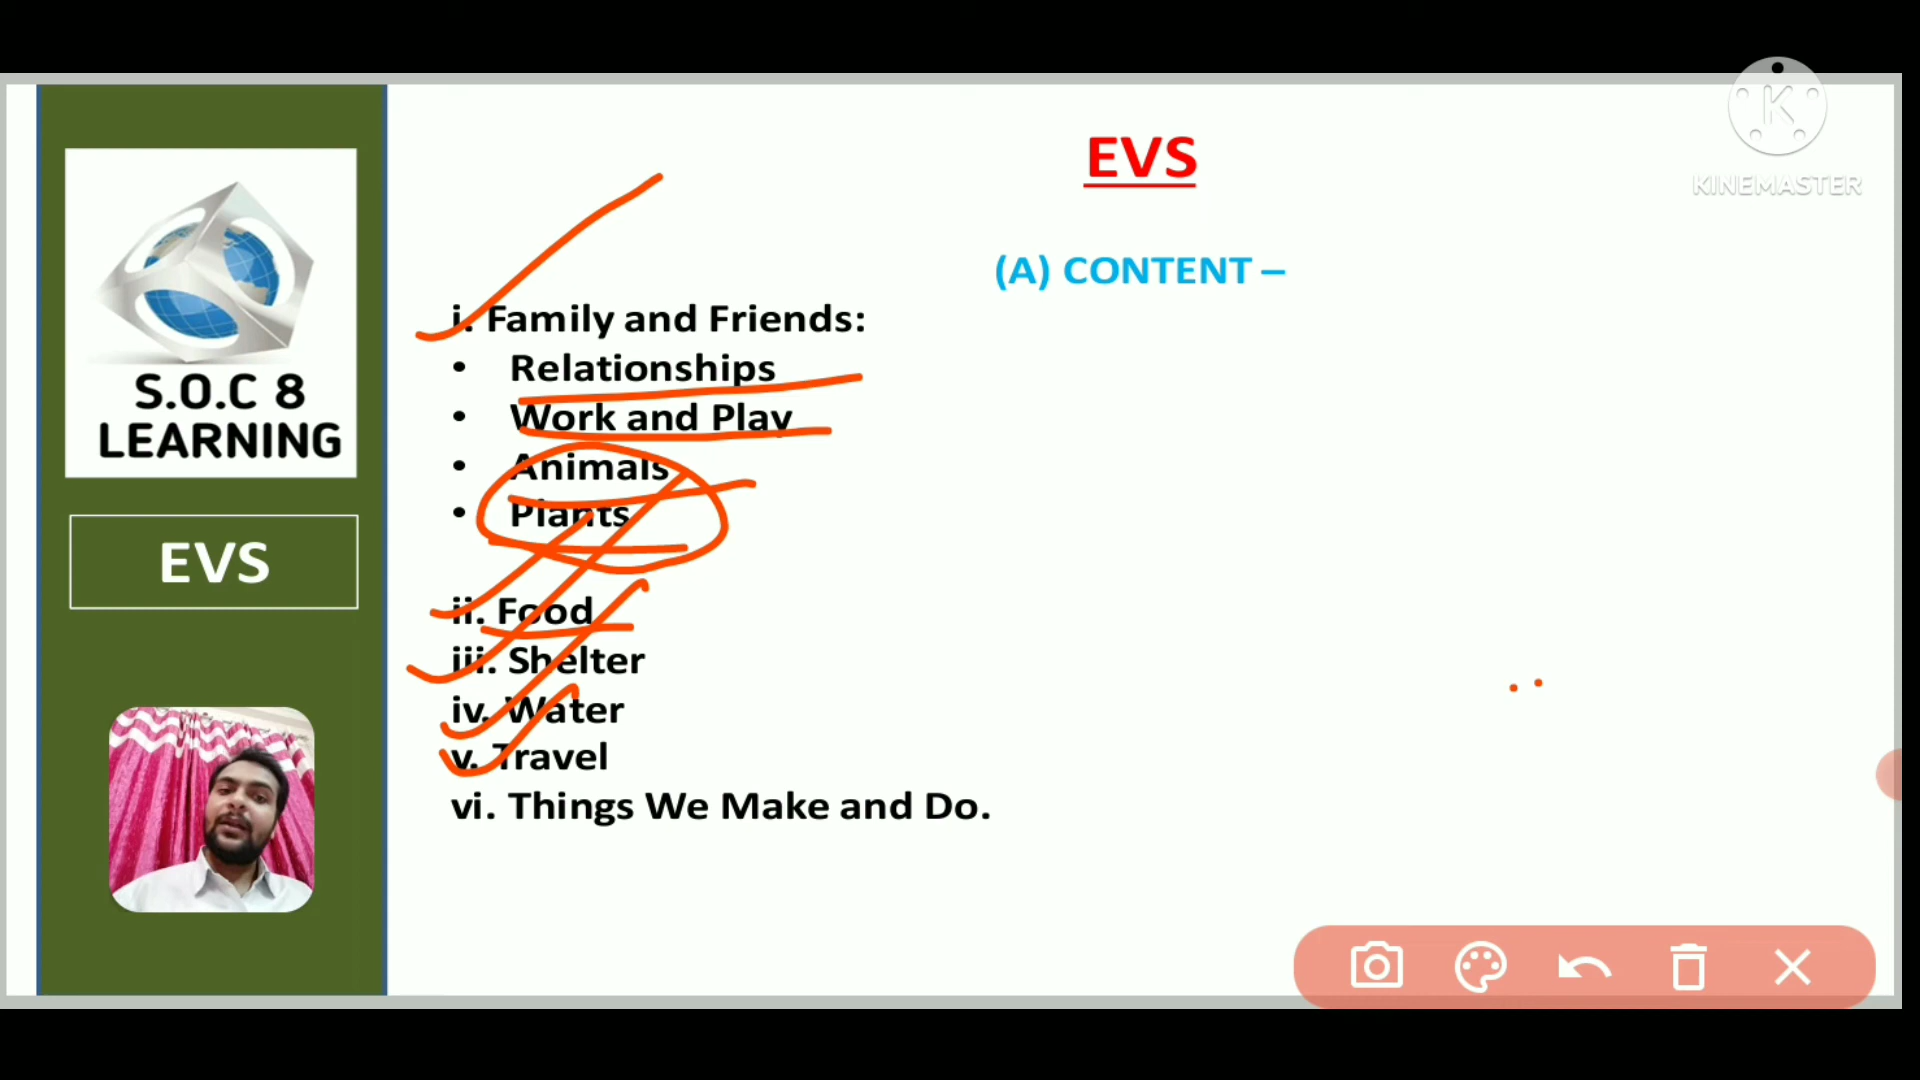 EVS
KINEMASTER
(A) CONTENT –
i. Family and Friends:
• Relationships
• Work and Play
• Animals
• Plants
ii. Food
iii. Shelter
iv. Water
v. Travel
vi. Things We Make and Do.
S.O.C 8
LEARNING
EVS